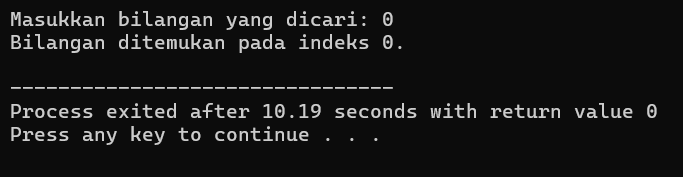 Masukkan bilangan yang dicari: 0
Bilangan ditemukan pada indeks 0.
--------------------------------
Process exited after 10.19 seconds with return value 0
Press any key to continue . . .